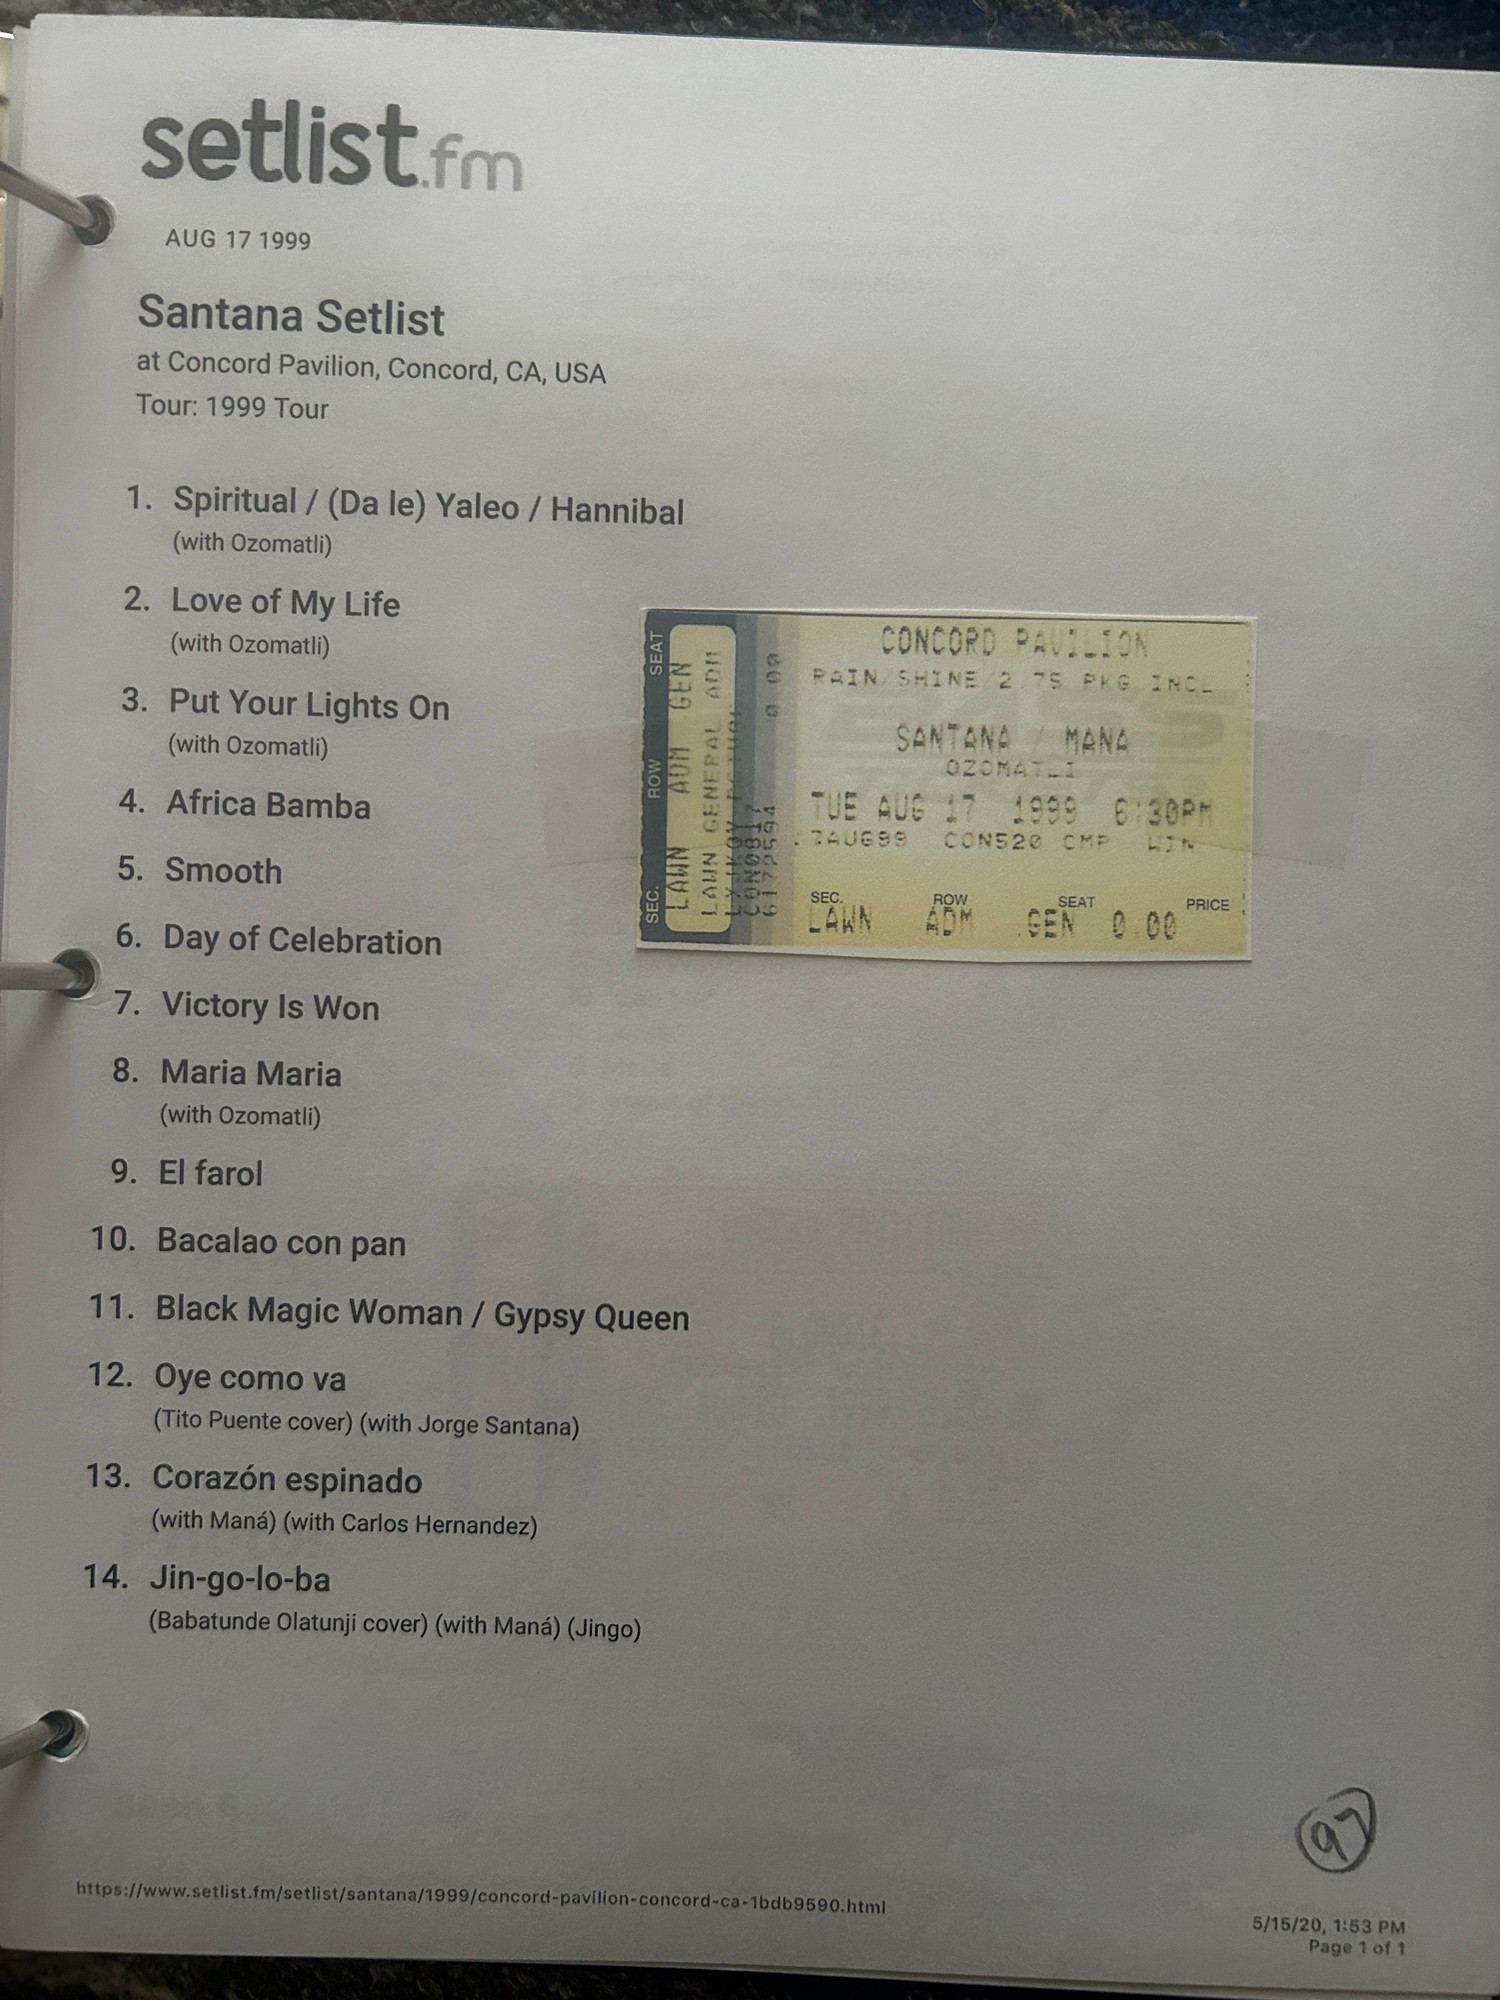 setlist.fm
AUG 17 1999
Santana Setlist
at Concord Pavilion, Concord, CA, USA
Tour: 1999 Tour
1. Spiritual / (Da le) Yaleo / Hannibal
(with Ozomatli)
2. Love of My Life
(with Ozomatli)
3. Put Your Lights On
(with Ozomatli)
4. Africa Bamba
5. Smooth
6. Day of Celebration
7. Victory Is Won
8. Maria Maria
(with Ozomatli)
9. El farol
10. Bacalao con pan
11. Black Magic Woman / Gypsy Queen
12. Oye como va
(Tito Puente cover) (with Jorge Santana)
13. Corazón espinado
(with Maná) (with Carlos Hernandez)
14. Jin-go-lo-ba
(Babatunde Olatunji cover) (with Maná) (Jingo)
SEC. ROW SEAT
LAWN ADM GEN
LAWN GENERAL ADM
CON0817
6172594 0.00
CONCORD PAVILION
RAIN/SHINE/2.75 PKG INCL
SANTANA / MANA
OZOMATLI
TUE AUG 17 1999 6:30PM
17AUG99 CON520 CMP WIN
SEC. ROW SEAT PRICE
LAWN ADM GEN 0.00
97
https://www.setlist.fm/setlist/santana/1999/concord-pavilion-concord-ca-1bdb9590.html
5/15/20, 1:53 PM
Page 1 of 1